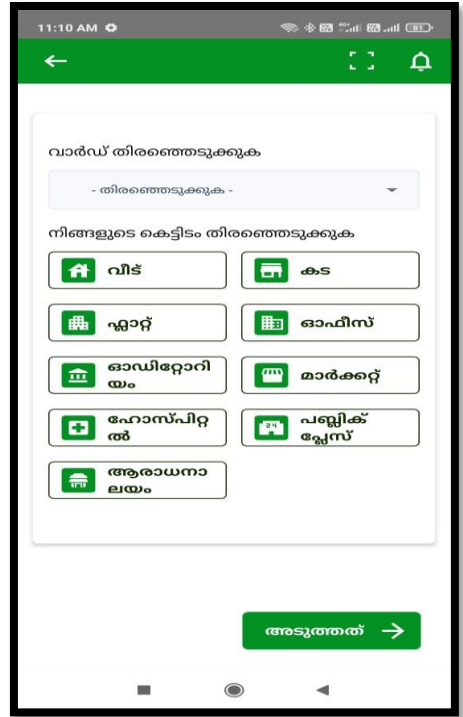 11:10 AM
വാർഡ് തിരഞ്ഞെടുക്കുക
- തിരഞ്ഞെടുക്കുക -
നിങ്ങളുടെ കെട്ടിടം തിരഞ്ഞെടുക്കുക
വീട്
കട
ഫ്ലാറ്റ്
ഓഫീസ്
ഓഡിറ്റോറി
യം
മാർക്കറ്റ്
ഹോസ്പിറ്റ
ൽ
പബ്ലിക്
പ്ലേസ്
ആരാധനാ
ലയം
അടുത്തത്